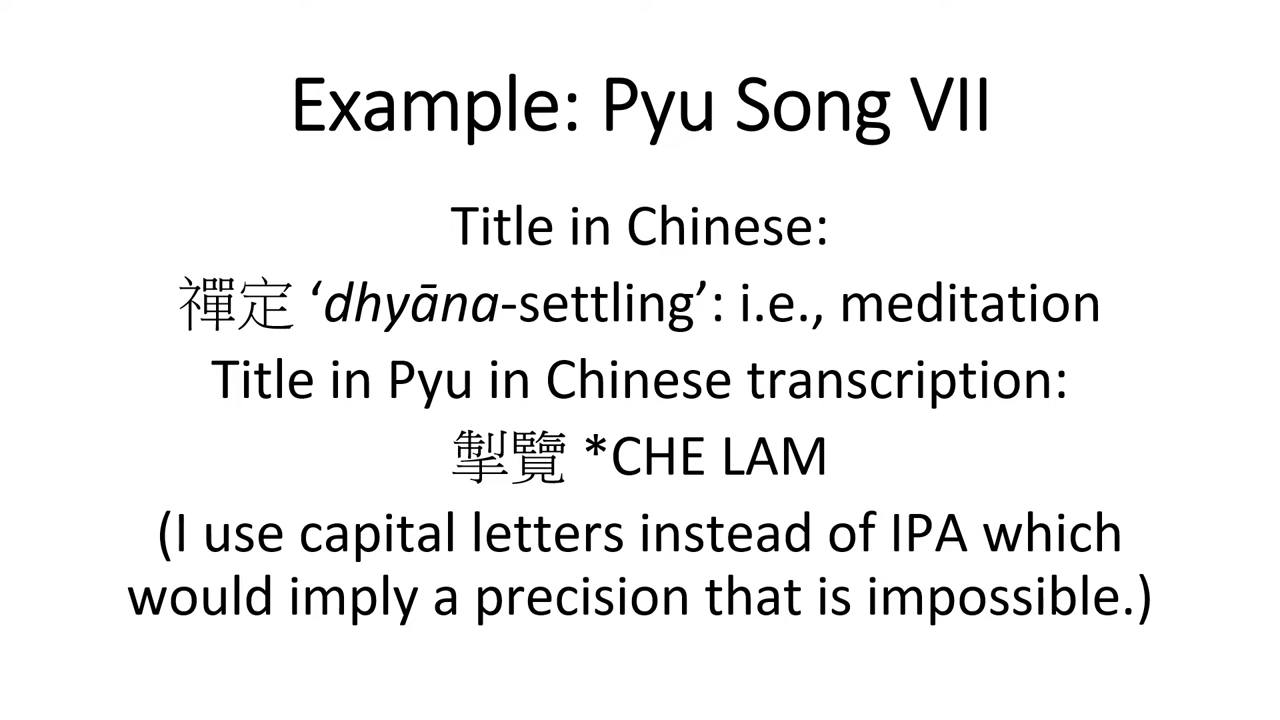 Example: Pyu Song VII
Title in Chinese:
禪定 ‘dhyāna-settling’: i.e., meditation
Title in Pyu in Chinese transcription:
掣覽 *CHE LAM
(I use capital letters instead of IPA which
would imply a precision that is impossible.)